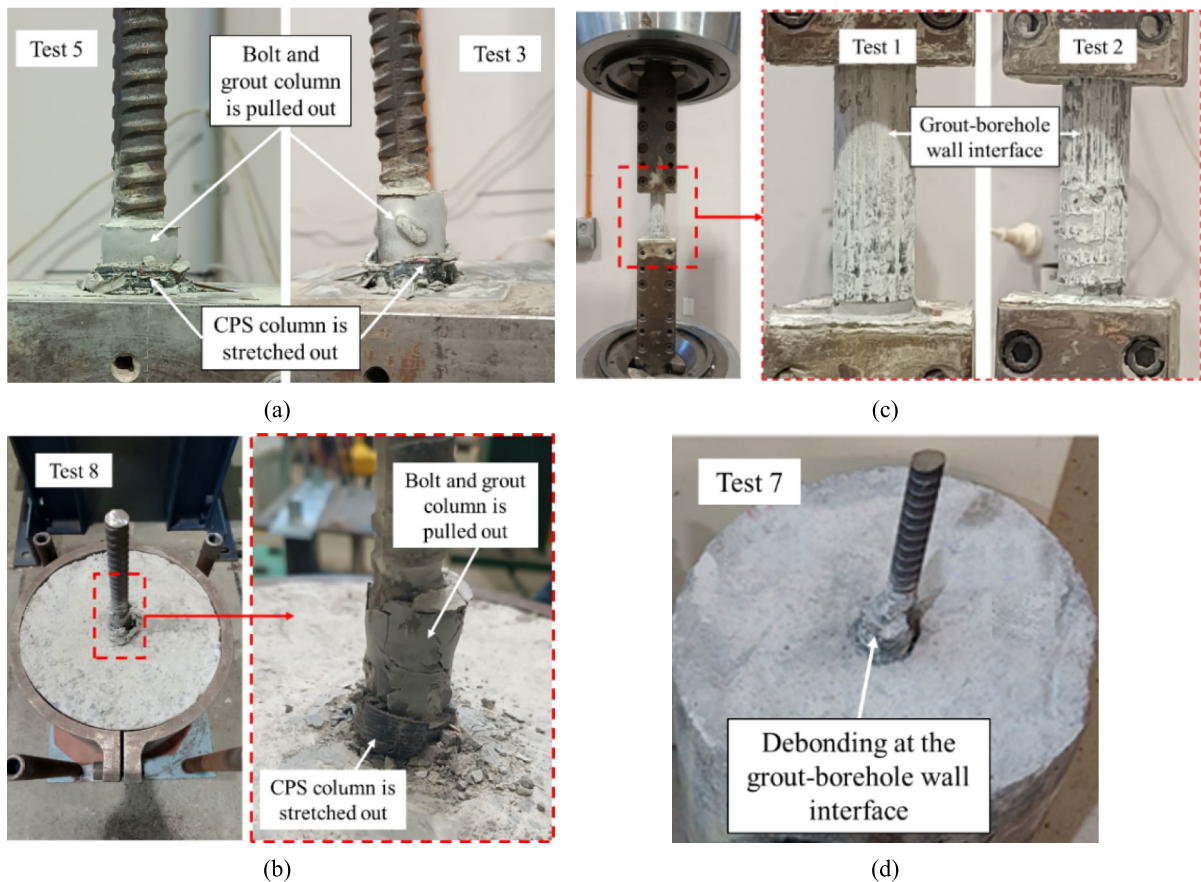 Test 5
Bolt and
grout column
is pulled out
Test 3
CPS column is
stretched out
(a)
Test 1
Test 2
Grout-borehole
wall interface
(c)
Test 8
Bolt and grout
column is
pulled out
CPS column is
stretched out
(b)
Test 7
Debonding at the
grout-borehole wall
interface
(d)